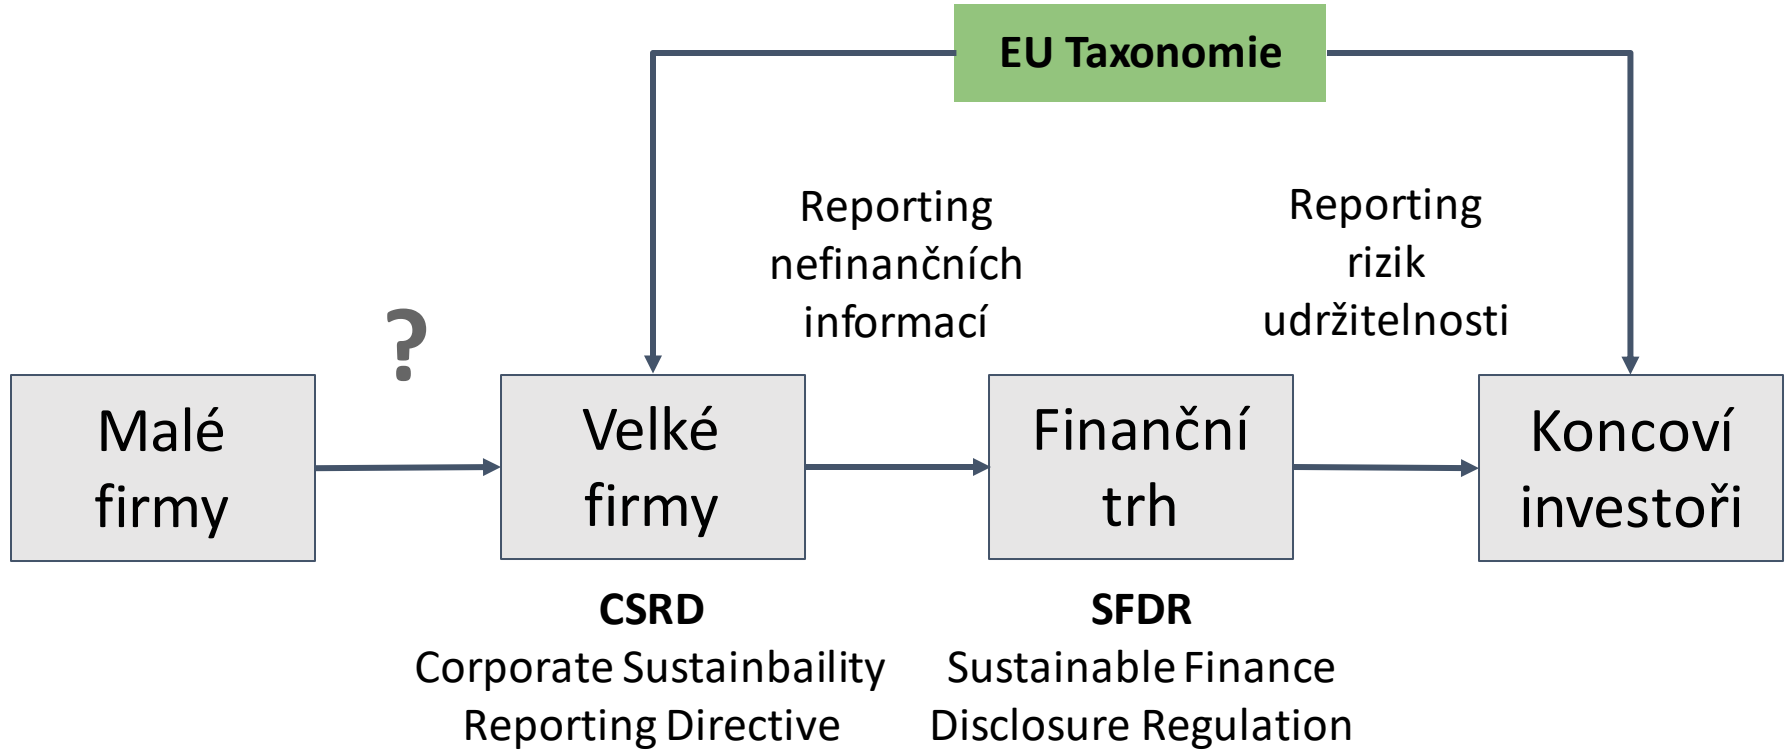 EU Taxonomie
Reporting
nefinančních
informací
Reporting
rizik
udržitelnosti
?
Malé
firmy
Velké
firmy
Finanční
trh
Koncoví
investoři
CSRD
Corporate Sustainbaility
Reporting Directive
SFDR
Sustainable Finance
Disclosure Regulation